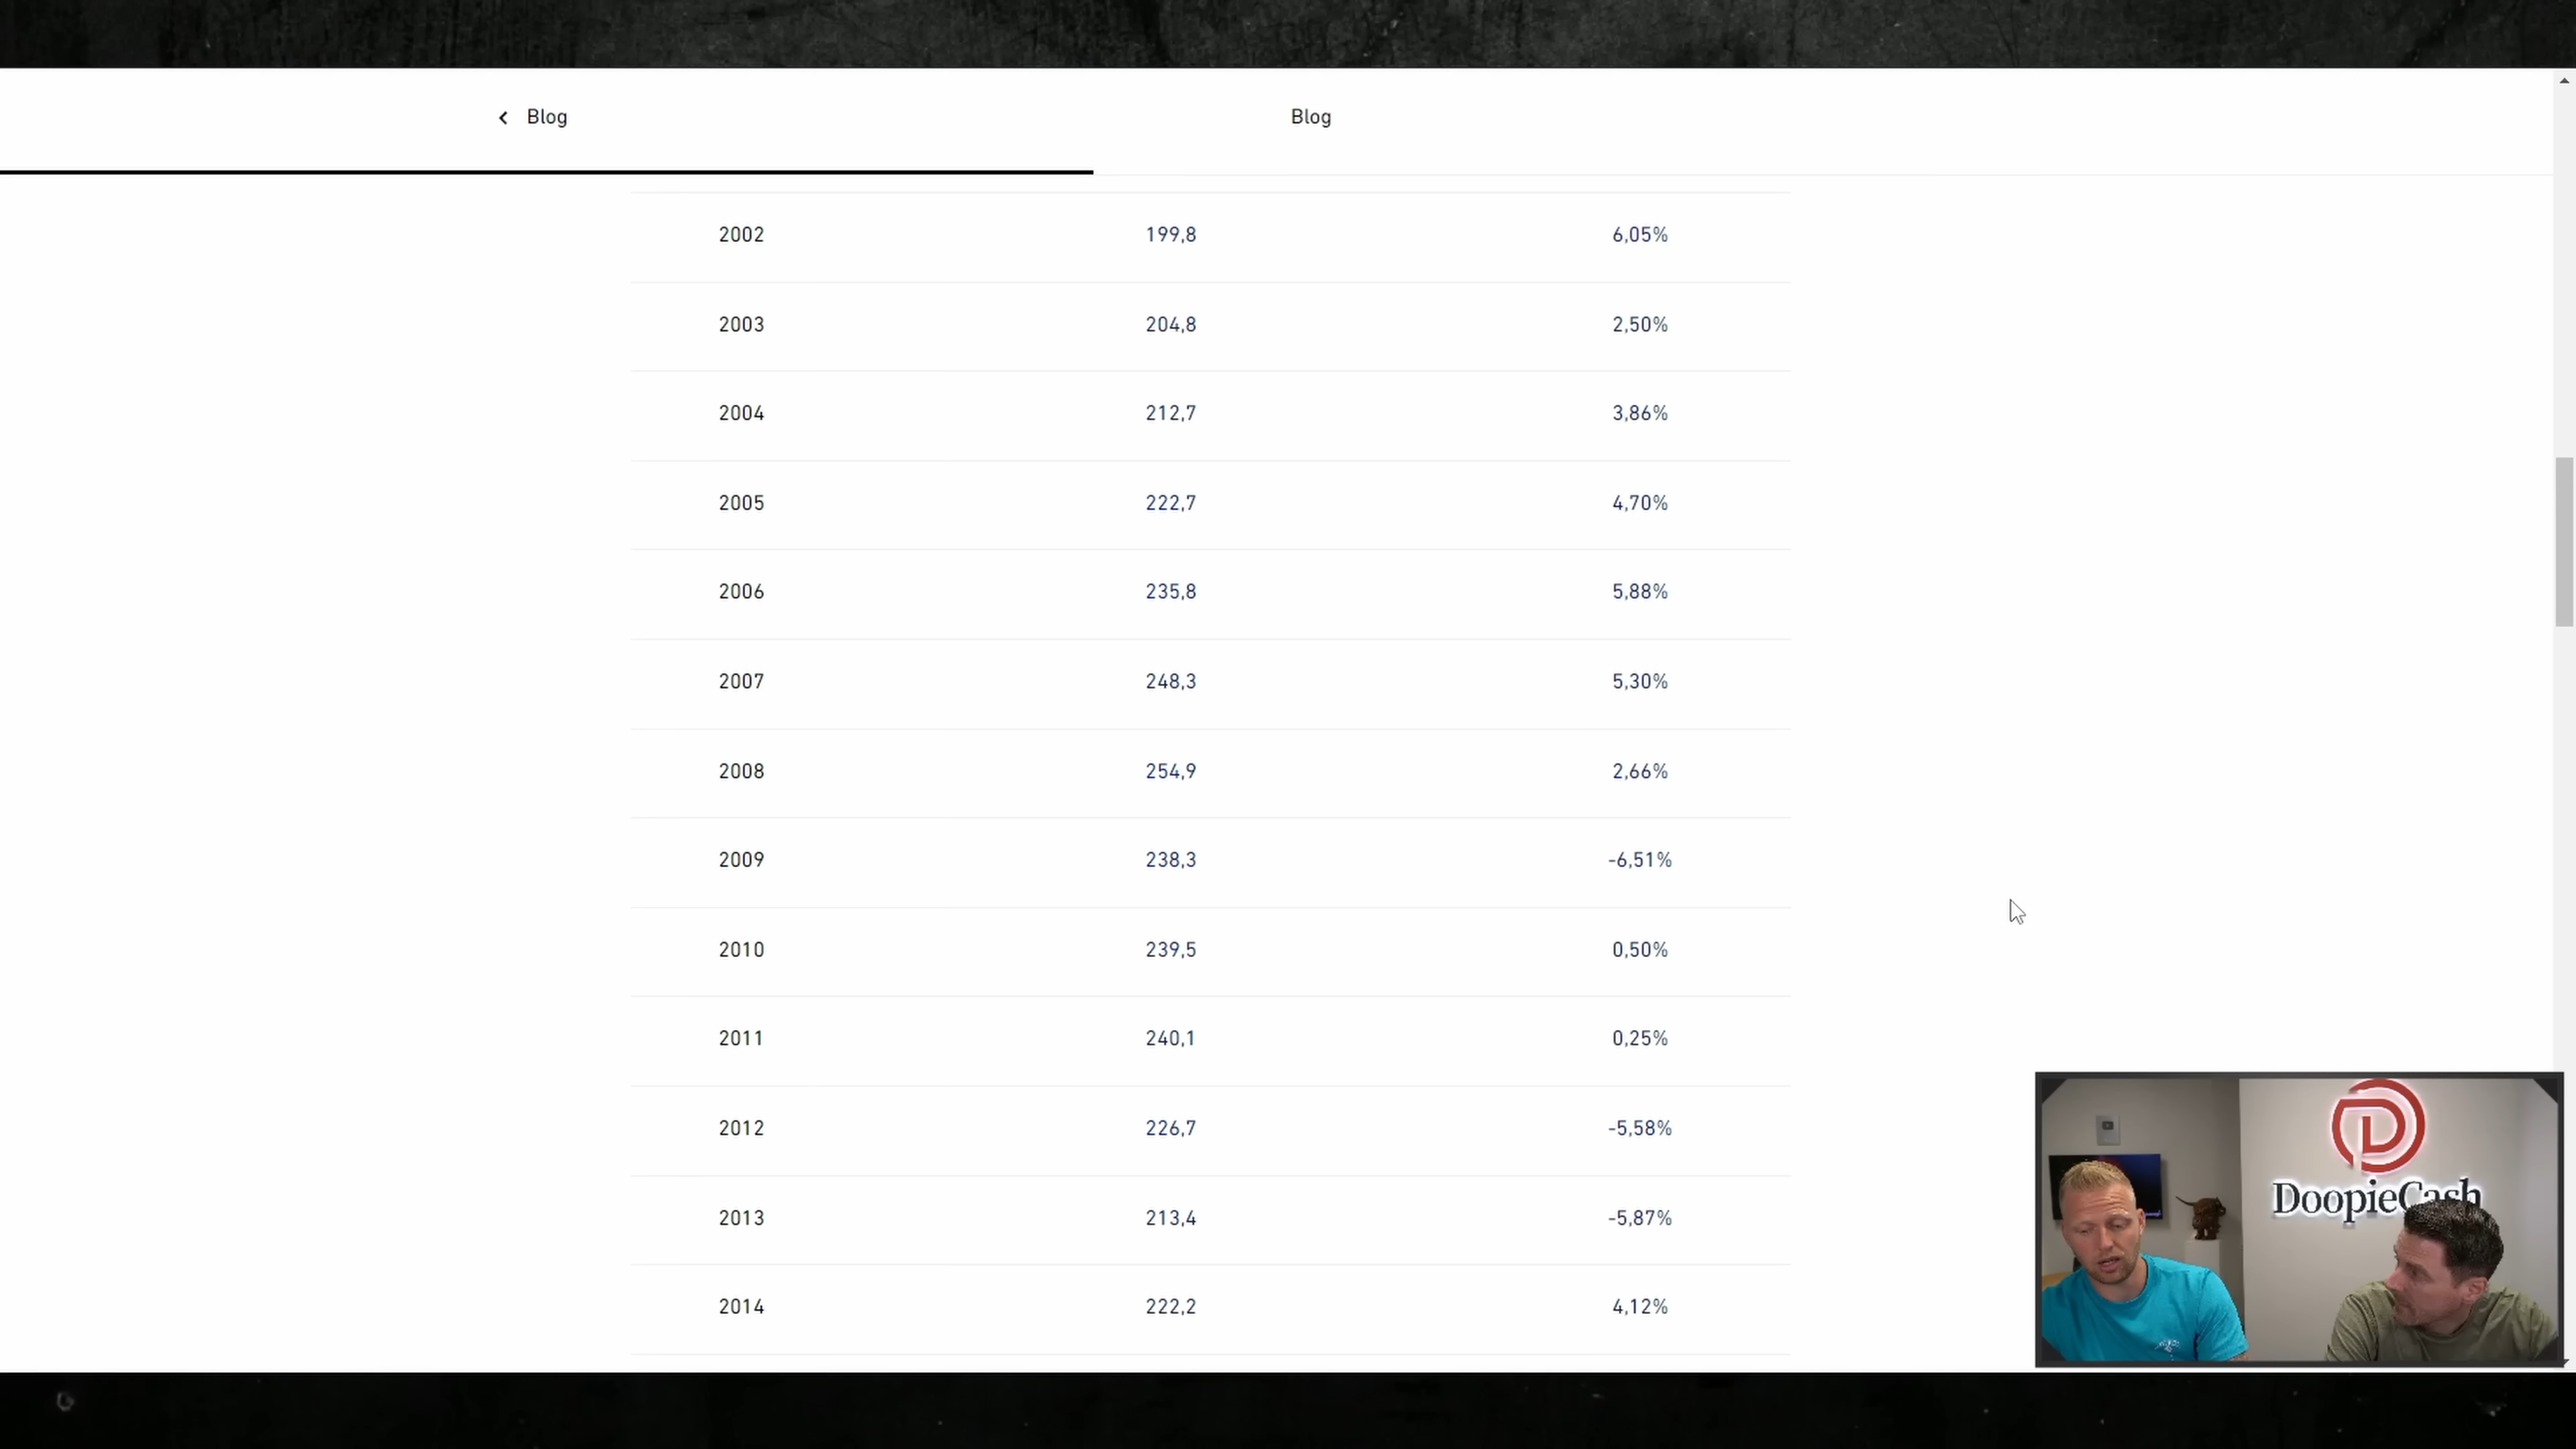 Blog Blog
2002 199,8 6,05%
2003 204,8 2,50%
2004 212,7 3,86%
2005 222,7 4,70%
2006 235,8 5,88%
2007 248,3 5,30%
2008 254,9 2,66%
2009 238,3 -6,51%
2010 239,5 0,50%
2011 240,1 0,25%
2012 226,7 -5,58%
2013 213,4 -5,87%
2014 222,2 4,12%
DoopieCash